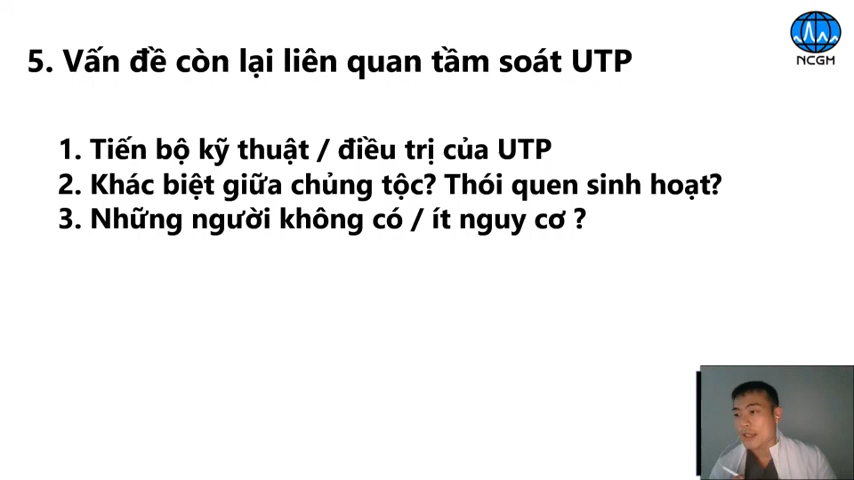 5. Vấn đề còn lại liên quan tầm soát UTP
NCGM
1. Tiến bộ kỹ thuật / điều trị của UTP
2. Khác biệt giữa chủng tộc? Thói quen sinh hoạt?
3. Những người không có / ít nguy cơ ?